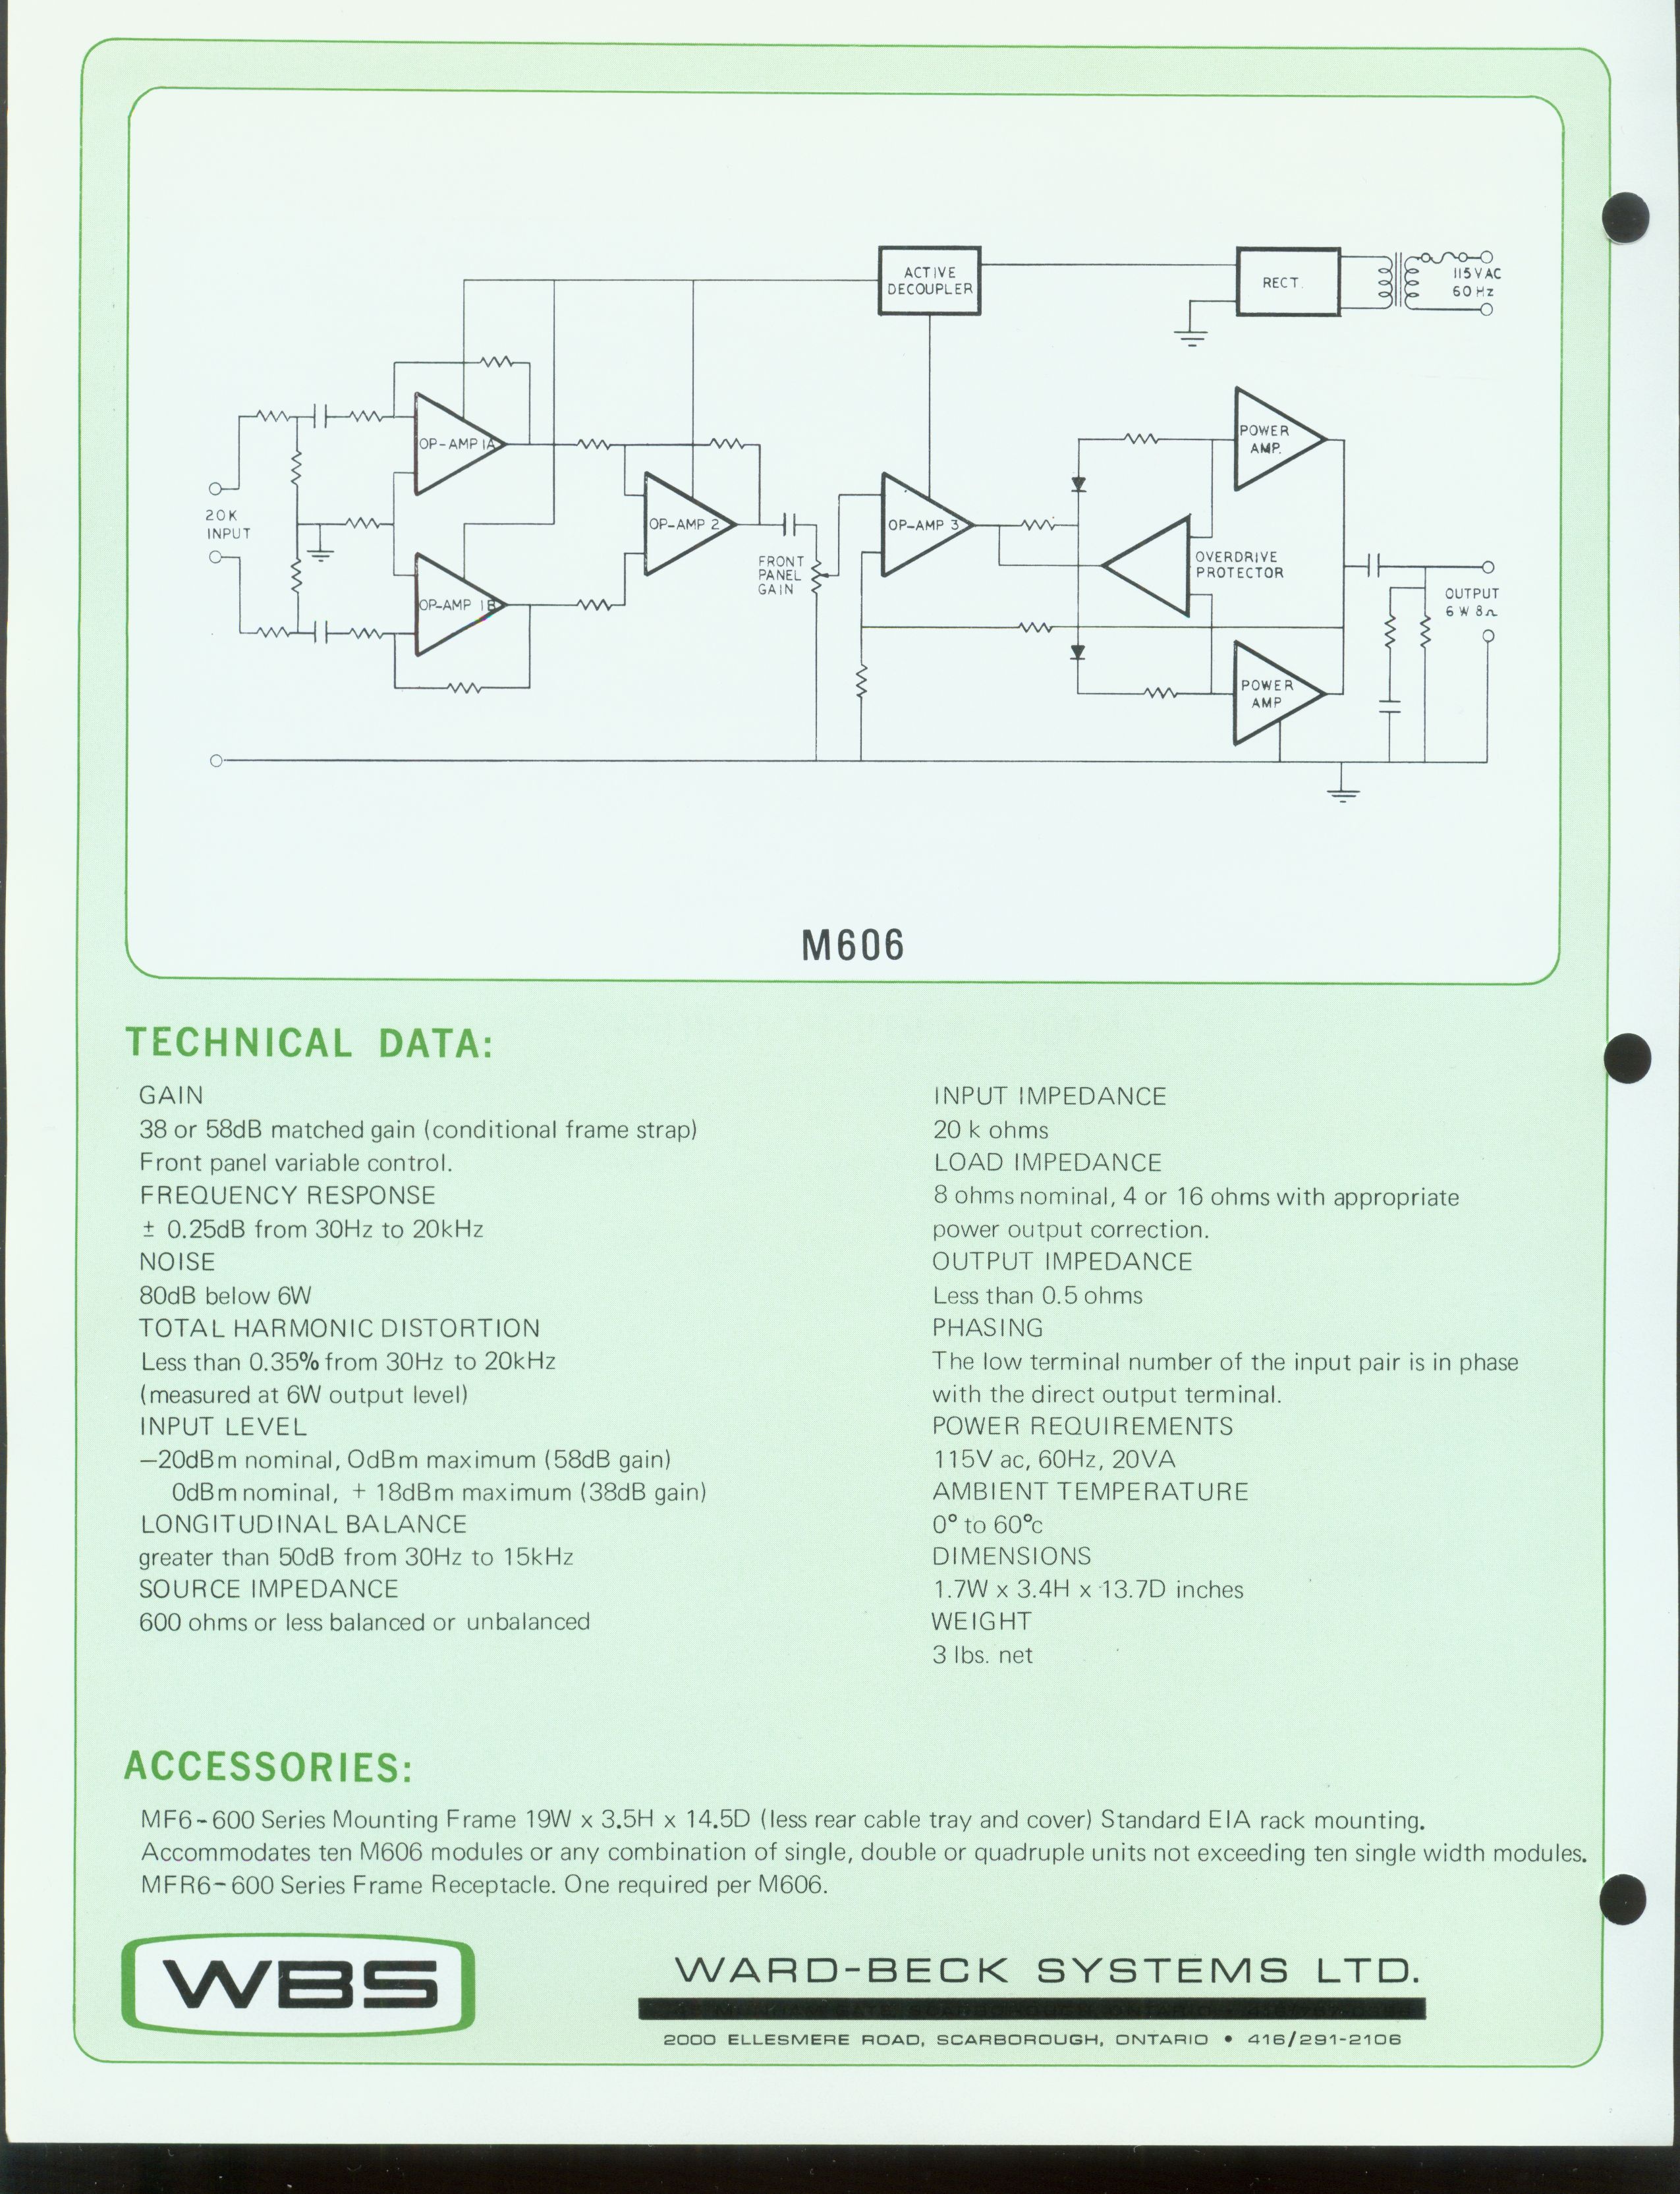 ACTIVE
DECOUPLER
RECT.
115VAC
60Hz
OP-AMP 1A
POWER
AMP.
20K
INPUT
OP-AMP 2
OP-AMP 3
FRONT
PANEL
GAIN
OVERDRIVE
PROTECTOR
OP-AMP 1B
OUTPUT
6W 8Ω
POWER
AMP
M606
TECHNICAL DATA:
GAIN
38 or 58dB matched gain (conditional frame strap)
Front panel variable control.
FREQUENCY RESPONSE
± 0.25dB from 30Hz to 20kHz
NOISE
80dB below 6W
TOTAL HARMONIC DISTORTION
Less than 0.35% from 30Hz to 20kHz
(measured at 6W output level)
INPUT LEVEL
−20dBm nominal, 0dBm maximum (58dB gain)
0dBm nominal, + 18dBm maximum (38dB gain)
LONGITUDINAL BALANCE
greater than 50dB from 30Hz to 15kHz
SOURCE IMPEDANCE
600 ohms or less balanced or unbalanced
INPUT IMPEDANCE
20 k ohms
LOAD IMPEDANCE
8 ohms nominal, 4 or 16 ohms with appropriate
power output correction.
OUTPUT IMPEDANCE
Less than 0.5 ohms
PHASING
The low terminal number of the input pair is in phase
with the direct output terminal.
POWER REQUIREMENTS
115V ac, 60Hz, 20VA
AMBIENT TEMPERATURE
0° to 60°c
DIMENSIONS
1.7W x 3.4H x 13.7D inches
WEIGHT
3 lbs. net
ACCESSORIES:
MF6-600 Series Mounting Frame 19W x 3.5H x 14.5D (less rear cable tray and cover) Standard EIA rack mounting.
Accommodates ten M606 modules or any combination of single, double or quadruple units not exceeding ten single width modules.
MFR6-600 Series Frame Receptacle. One required per M606.
WBS
WARD-BECK SYSTEMS LTD.
2000 ELLESMERE ROAD, SCARBOROUGH, ONTARIO • 416/291-2106